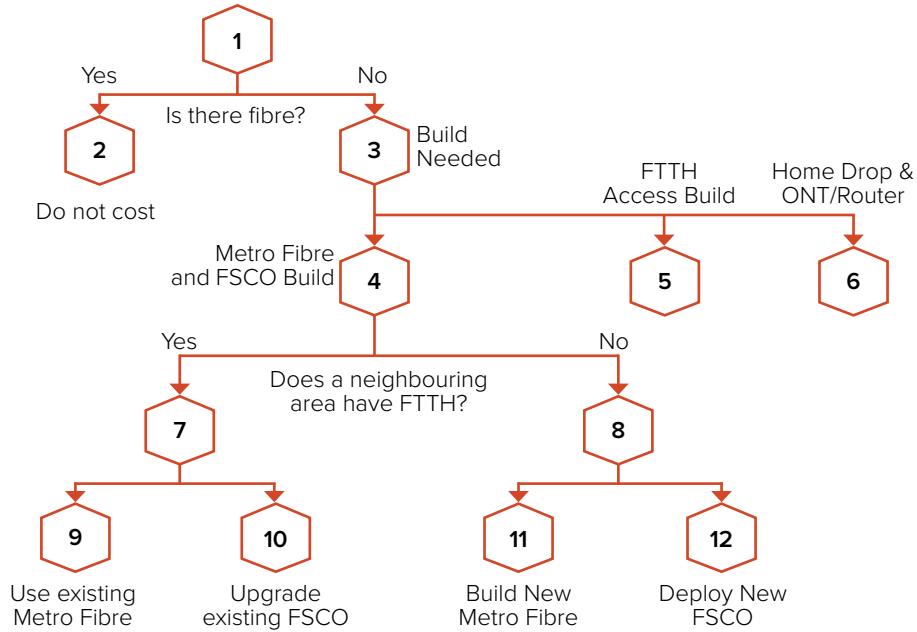 1
Yes
No
Is there fibre?
2
3
Build
Needed
Do not cost
FTTH
Access Build
Home Drop &
ONT/Router
Metro Fibre
and FSCO Build
4
5
6
Yes
No
Does a neighbouring
area have FTTH?
7
8
9
10
11
12
Use existing
Metro Fibre
Upgrade
existing FSCO
Build New
Metro Fibre
Deploy New
FSCO